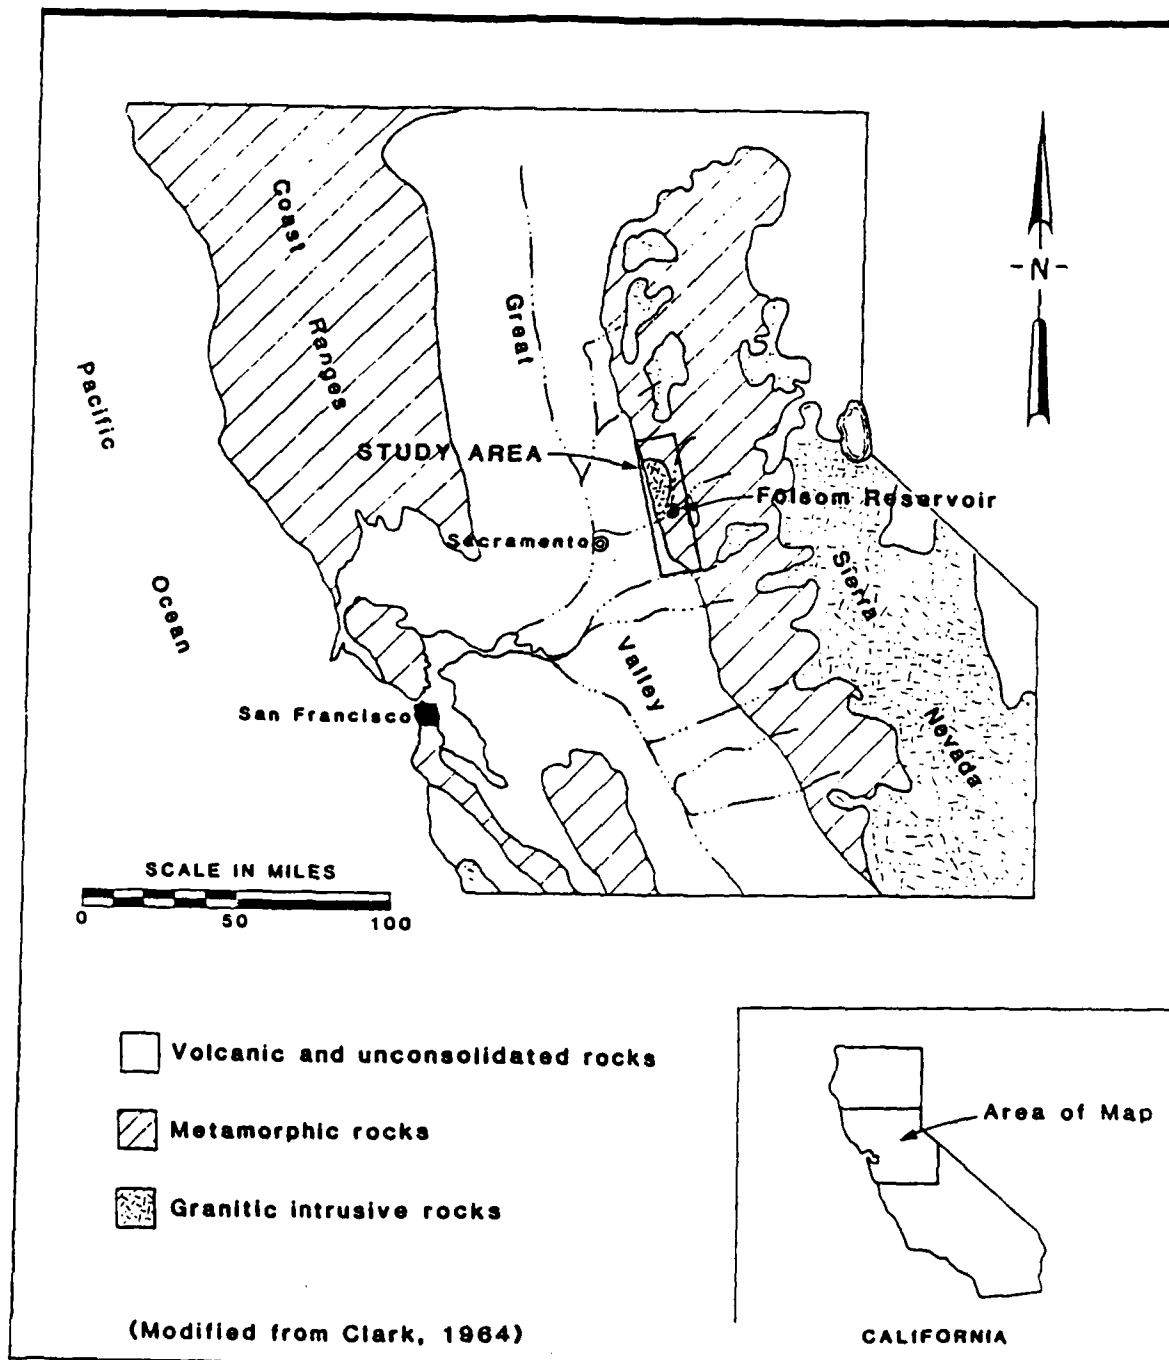 Coast
Ranges
Great
-N-
Pacific
STUDY AREA
Folsom Reservoir
Sacramento
Sierra
Ocean
Valley
San Francisco
Nevada
SCALE IN MILES
0 50 100
Volcanic and unconsolidated rocks
Metamorphic rocks
Granitic intrusive rocks
(Modified from Clark, 1964)
Area of Map
CALIFORNIA